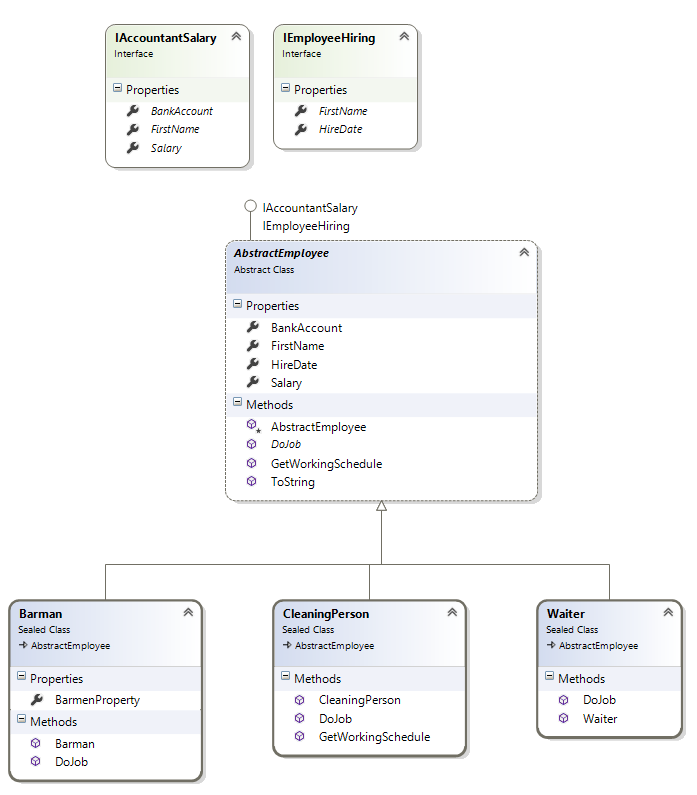 IAccountantSalary
Interface
Properties
BankAccount
FirstName
Salary
IEmployeeHiring
Interface
Properties
FirstName
HireDate
IAccountantSalary
IEmployeeHiring
AbstractEmployee
Abstract Class
Properties
BankAccount
FirstName
HireDate
Salary
Methods
AbstractEmployee
DoJob
GetWorkingSchedule
ToString
Barman
Sealed Class
AbstractEmployee
Properties
BarmenProperty
Methods
Barman
DoJob
CleaningPerson
Sealed Class
AbstractEmployee
Methods
CleaningPerson
DoJob
GetWorkingSchedule
Waiter
Sealed Class
AbstractEmployee
Methods
DoJob
Waiter